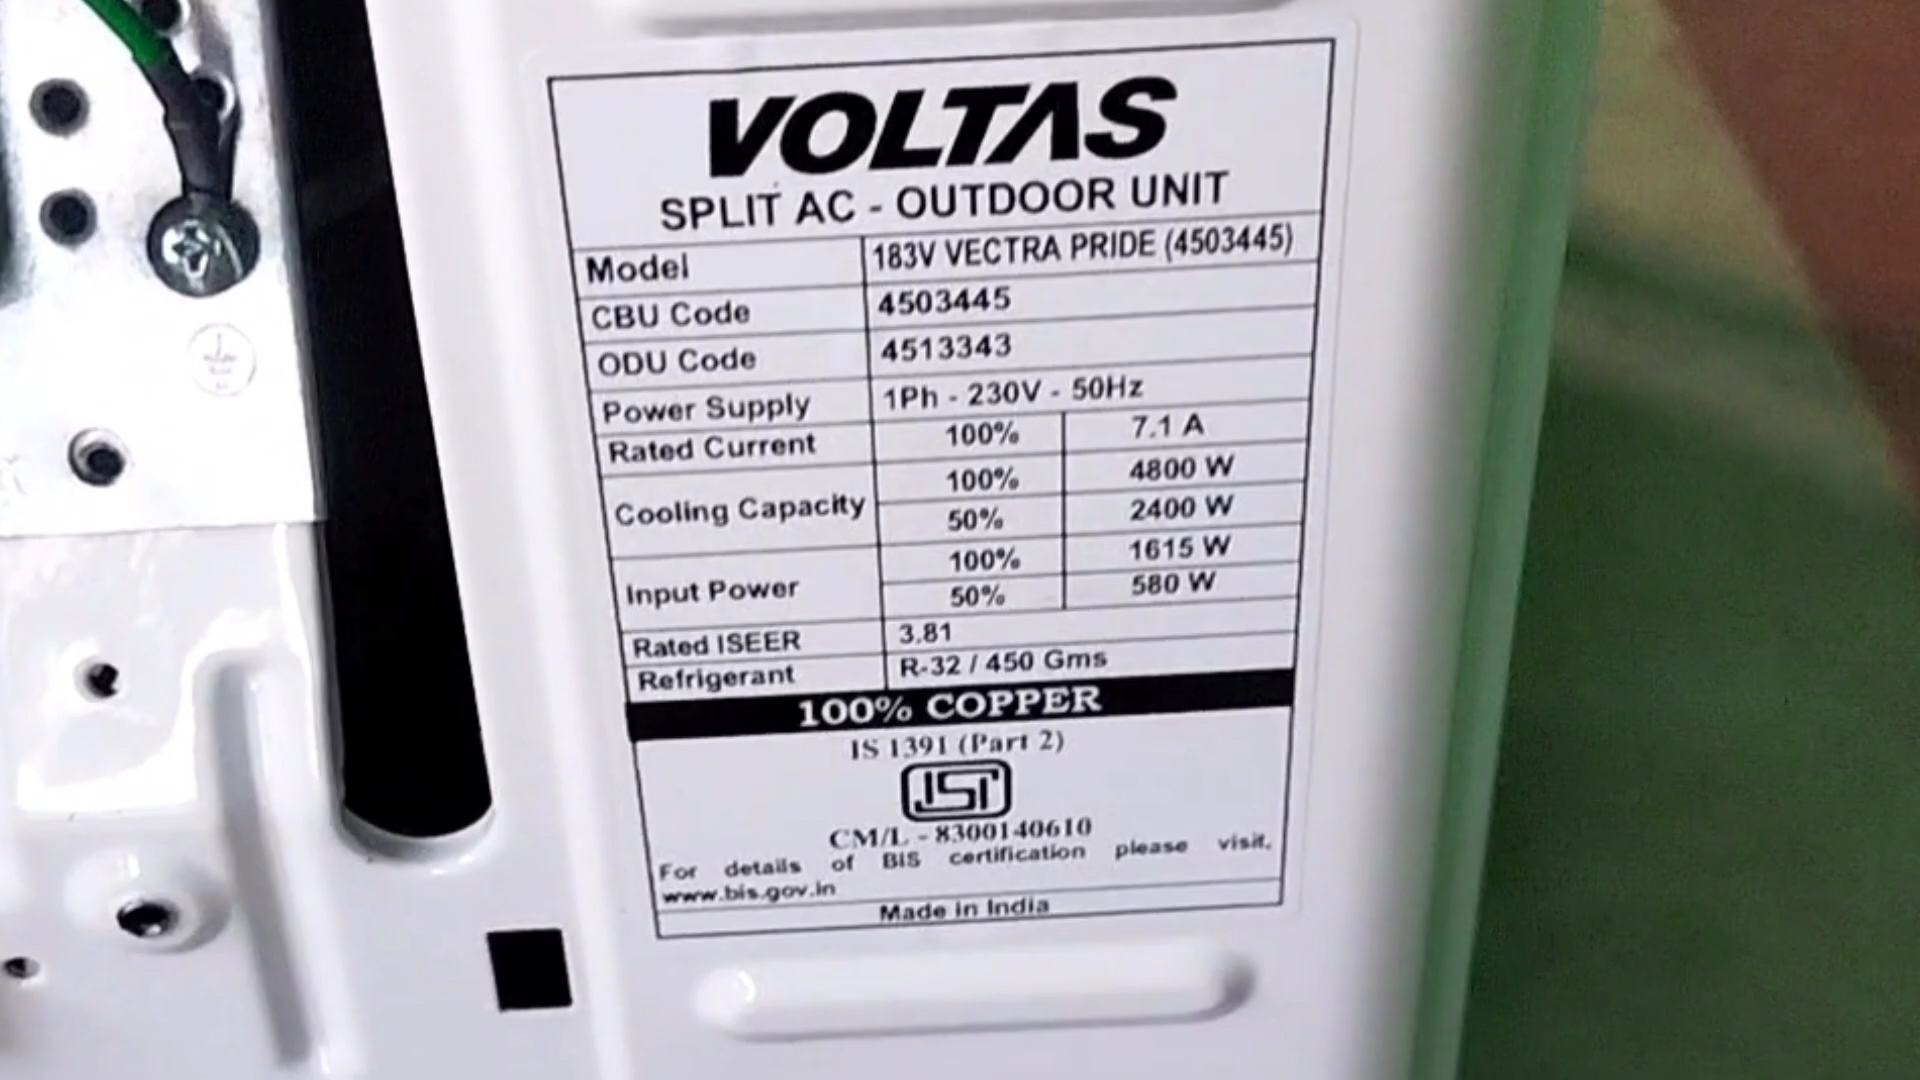 VOLTAS
SPLIT AC - OUTDOOR UNIT
Model 183V VECTRA PRIDE (4503445)
CBU Code 4503445
ODU Code 4513343
Power Supply 1Ph - 230V - 50Hz
Rated Current 100% 7.1 A
Cooling Capacity 100% 4800 W
50% 2400 W
Input Power 100% 1615 W
50% 580 W
Rated ISEER 3.81
Refrigerant R-32 / 450 Gms
100% COPPER
IS 1391 (Part 2)
ISI
CM/L - 8300140610
For details of BIS certification please visit.
www.bis.gov.in
Made in India